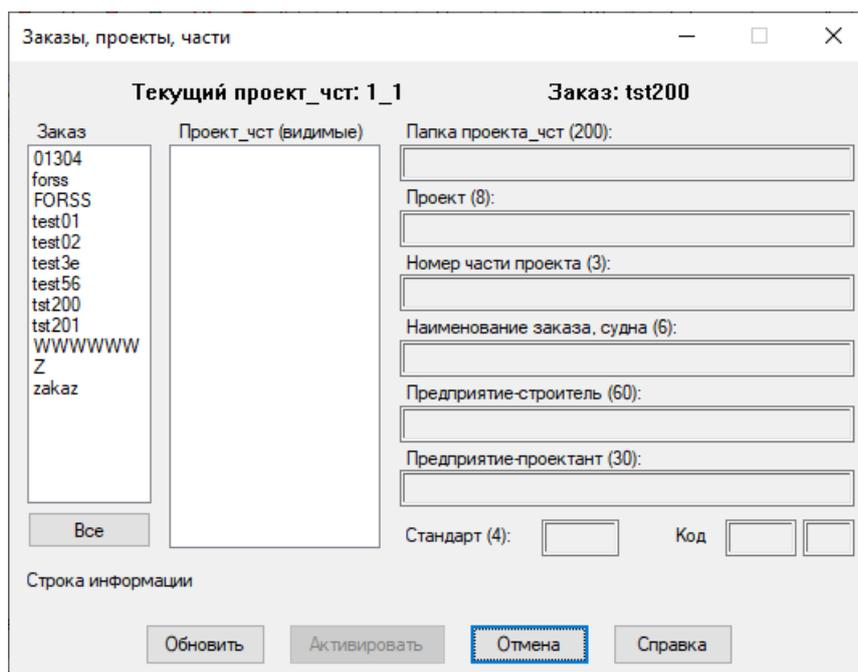 Заказы, проекты, части
Текущий проект_чст: 1_1
Заказ: tst200
Заказ
Проект_чст (видимые)
Папка проекта_чст (200):
01304
forss
FORSS
test01
test02
test3e
test56
tst200
tst201
WWWWWW
Z
zakaz
Проект (8):
Номер части проекта (3):
Наименование заказа, судна (6):
Предприятие-строитель (60):
Предприятие-проектант (30):
Все
Стандарт (4):
Код
Строка информации
Обновить
Активировать
Отмена
Справка